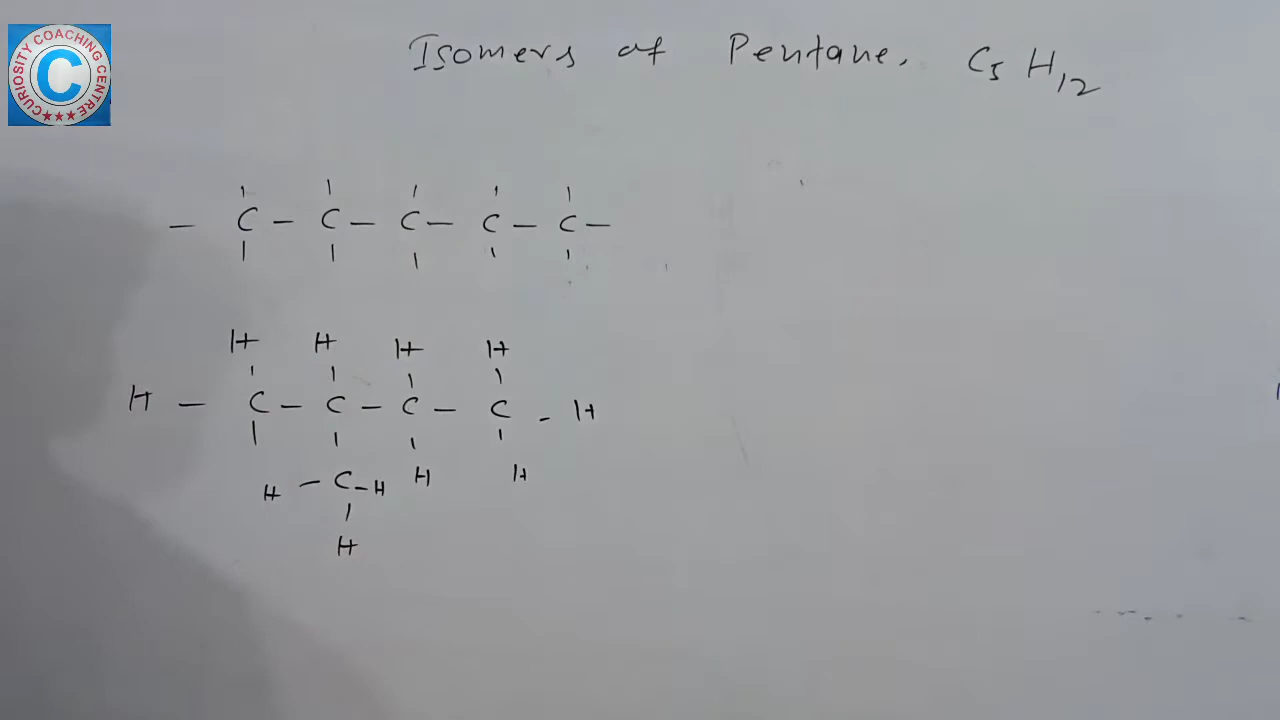 CURIOSITY COACHING CENTRE
C
Isomers of Pentane, C5 H12
— C — C — C — C — C —
H H H H
H — C — C — C — C - H
H — C - H H H
H